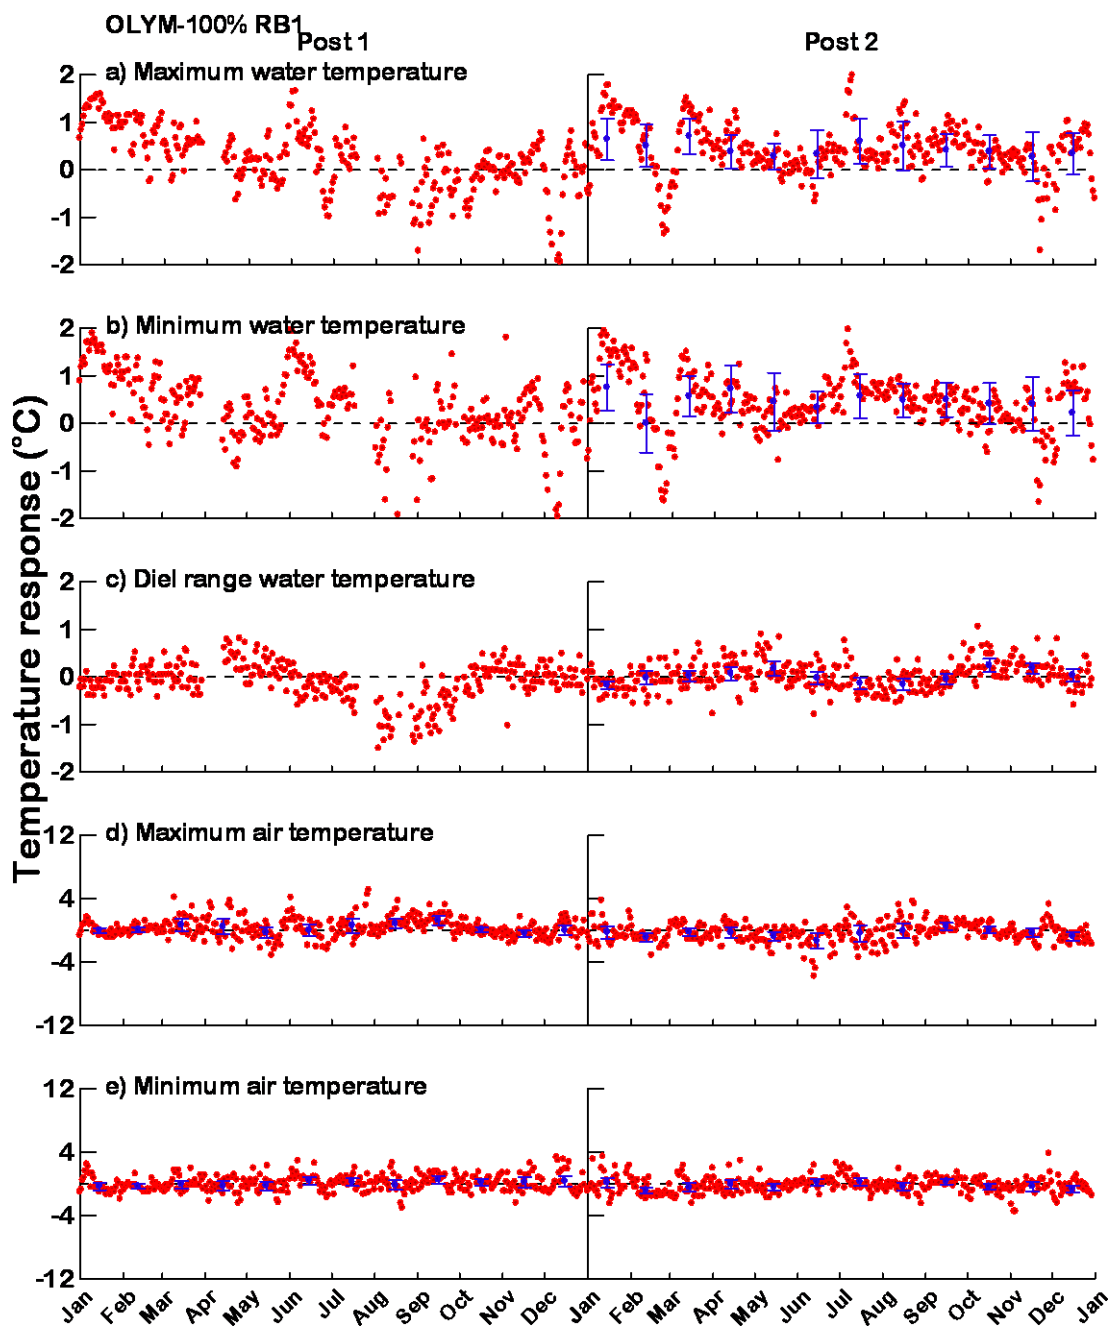 OLYM-100% RB1
Post 1
Post 2
Temperature response (°C)
a) Maximum water temperature
2
1
0
-1
-2
b) Minimum water temperature
2
1
0
-1
-2
c) Diel range water temperature
2
1
0
-1
-2
d) Maximum air temperature
12
4
-4
-12
e) Minimum air temperature
12
4
-4
-12
Jan Feb Mar Apr May Jun Jul Aug Sep Oct Nov Dec Jan Feb Mar Apr May Jun Jul Aug Sep Oct Nov Dec Jan